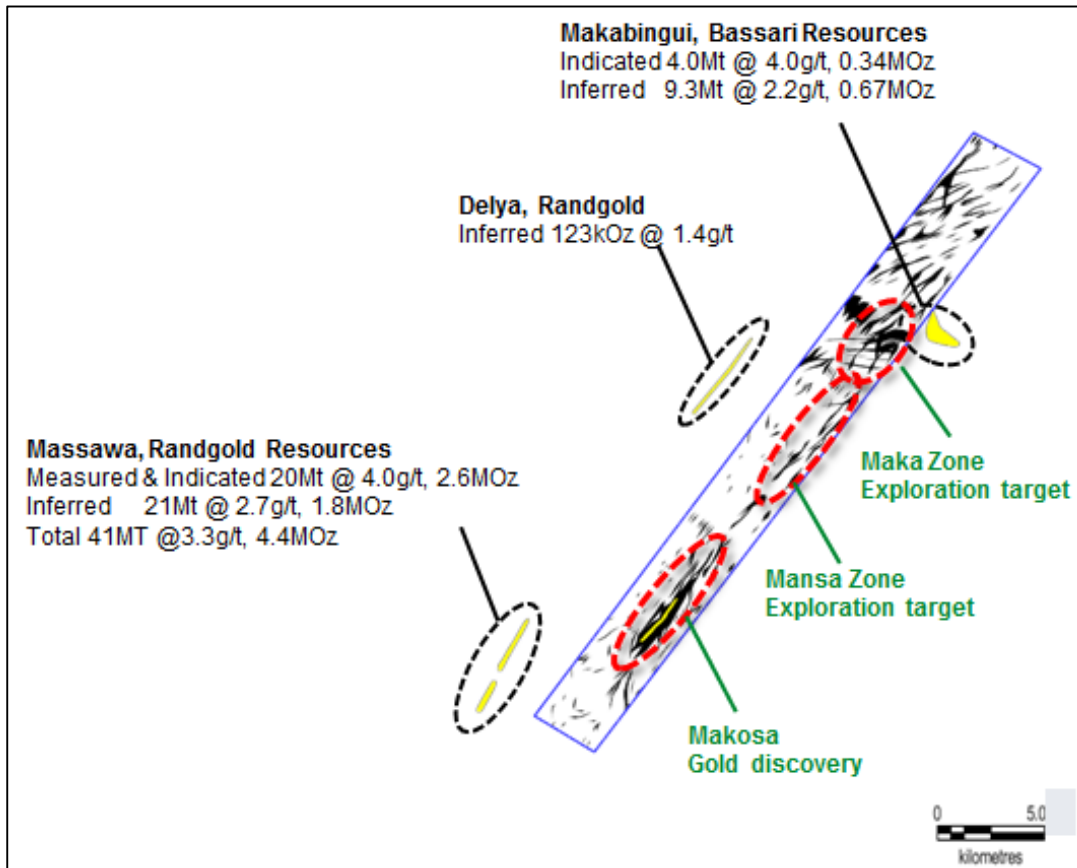 Makabingui, Bassari Resources
Indicated 4.0Mt @ 4.0g/t, 0.34MOz
Inferred 9.3Mt @ 2.2g/t, 0.67MOz
Delya, Randgold
Inferred 123kOz @ 1.4g/t
Massawa, Randgold Resources
Measured & Indicated 20Mt @ 4.0g/t, 2.6MOz
Inferred 21Mt @ 2.7g/t, 1.8MOz
Total 41MT @3.3g/t, 4.4MOz
Maka Zone
Exploration target
Mansa Zone
Exploration target
Makosa
Gold discovery
0 5.0
kilometres